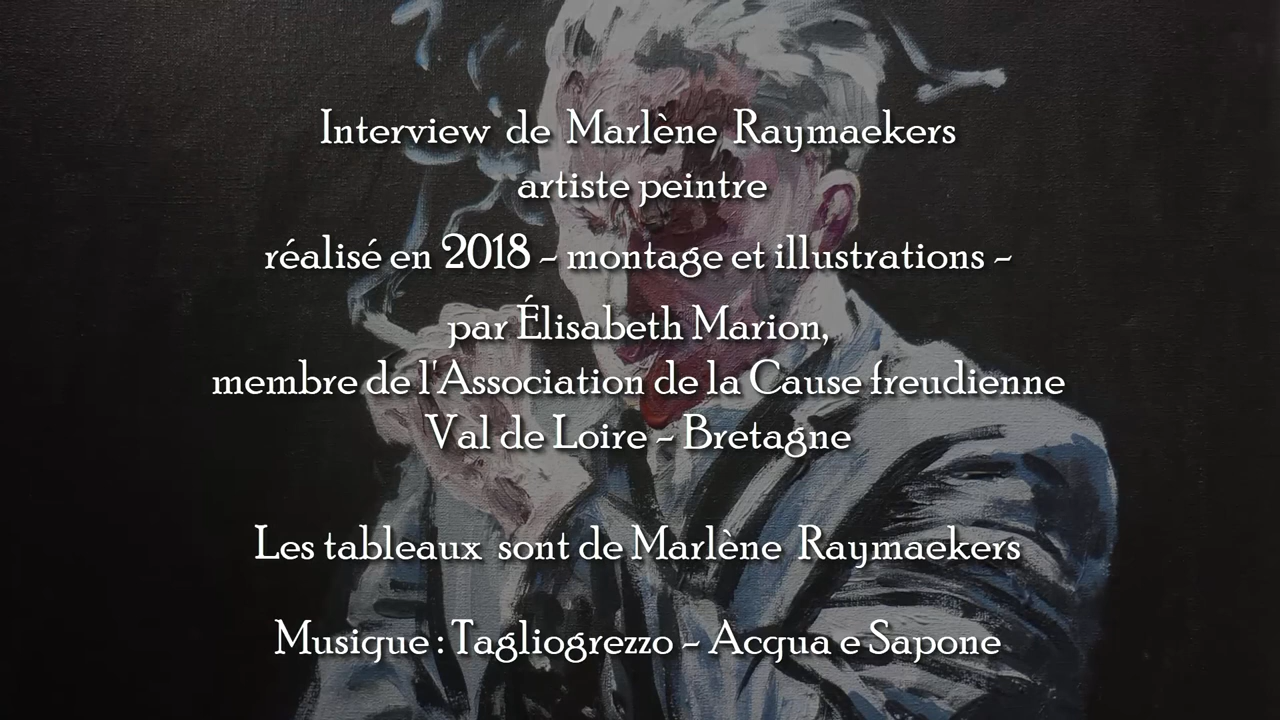 Interview de Marlène Raymaekers
artiste peintre
réalisé en 2018 - montage et illustrations -
par Élisabeth Marion,
membre de l'Association de la Cause freudienne
Val de Loire - Bretagne
Les tableaux sont de Marlène Raymaekers
Musique : Tagliogrezzo - Acqua e Sapone